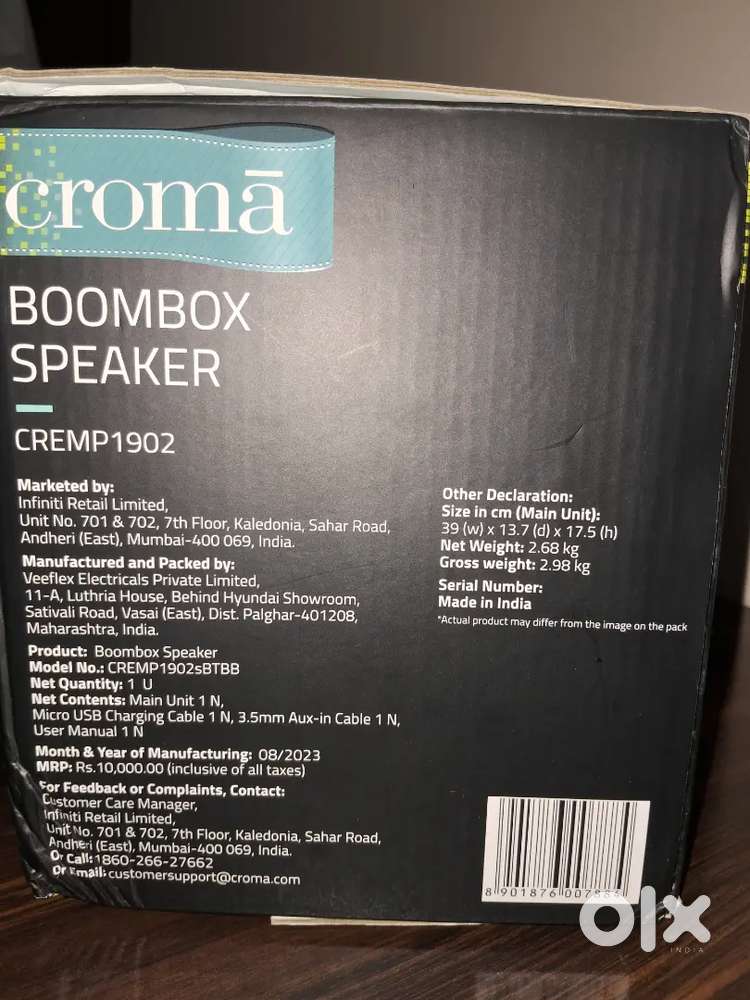 cromā
BOOMBOX
SPEAKER
CREMP1902
Marketed by:
Infiniti Retail Limited,
Unit No. 701 & 702, 7th Floor, Kaledonia, Sahar Road,
Andheri (East), Mumbai-400 069, India.
Manufactured and Packed by:
Veeflex Electricals Private Limited,
11-A, Luthria House, Behind Hyundai Showroom,
Sativali Road, Vasai (East), Dist. Palghar-401208,
Maharashtra, India.
Product: Boombox Speaker
Model No.: CREMP1902sBTBB
Net Quantity: 1 U
Net Contents: Main Unit 1 N,
Micro USB Charging Cable 1 N, 3.5mm Aux-in Cable 1 N,
User Manual 1 N
Month & Year of Manufacturing: 08/2023
MRP: Rs.10,000.00 (inclusive of all taxes)
For Feedback or Complaints, Contact:
Customer Care Manager,
Infiniti Retail Limited,
Unit No. 701 & 702, 7th Floor, Kaledonia, Sahar Road,
Andheri (East), Mumbai-400 069, India.
Or Call: 1860-266-27662
Or Email: customersupport@croma.com
Other Declaration:
Size in cm (Main Unit):
39 (w) x 13.7 (d) x 17.5 (h)
Net Weight: 2.68 kg
Gross weight: 2.98 kg
Serial Number:
Made in India
*Actual product may differ from the image on the pack
olx
INDIA